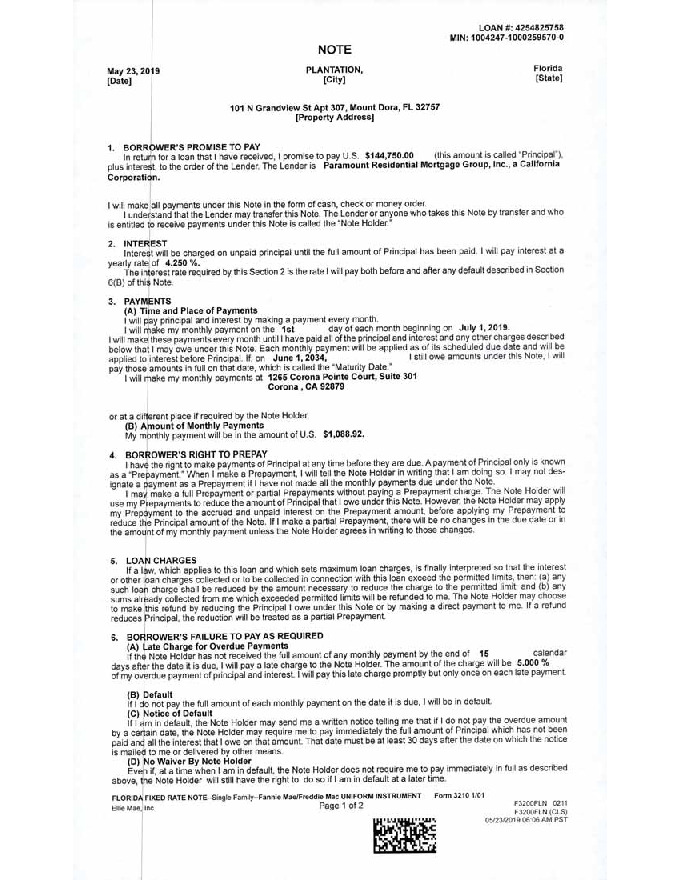 LOAN #: 4254825758
MIN: 1004247-1000259570-0
NOTE
May 23, 2019 PLANTATION, Florida
[Date] [City] [State]
101 N Grandview St Apt 307, Mount Dora, FL 32757
[Property Address]
1. BORROWER'S PROMISE TO PAY
In return for a loan that I have received, I promise to pay U.S. $144,750.00 (this amount is called "Principal"),
plus interest, to the order of the Lender. The Lender is Paramount Residential Mortgage Group, Inc., a California
Corporation.
I will make all payments under this Note in the form of cash, check or money order.
I understand that the Lender may transfer this Note. The Lender or anyone who takes this Note by transfer and who
is entitled to receive payments under this Note is called the "Note Holder."
2. INTEREST
Interest will be charged on unpaid principal until the full amount of Principal has been paid. I will pay interest at a
yearly rate of 4.250 %.
The interest rate required by this Section 2 is the rate I will pay both before and after any default described in Section
6(B) of this Note.
3. PAYMENTS
(A) Time and Place of Payments
I will pay principal and interest by making a payment every month.
I will make my monthly payment on the 1st day of each month beginning on July 1, 2019.
I will make these payments every month until I have paid all of the principal and interest and any other charges described
below that I may owe under this Note. Each monthly payment will be applied as of its scheduled due date and will be
applied to interest before Principal. If, on June 1, 2034, I still owe amounts under this Note, I will
pay those amounts in full on that date, which is called the "Maturity Date."
I will make my monthly payments at 1265 Corona Pointe Court, Suite 301
Corona , CA 92879
or at a different place if required by the Note Holder.
(B) Amount of Monthly Payments
My monthly payment will be in the amount of U.S. $1,088.92.
4. BORROWER'S RIGHT TO PREPAY
I have the right to make payments of Principal at any time before they are due. A payment of Principal only is known
as a "Prepayment." When I make a Prepayment, I will tell the Note Holder in writing that I am doing so. I may not des-
ignate a payment as a Prepayment if I have not made all the monthly payments due under the Note.
I may make a full Prepayment or partial Prepayments without paying a Prepayment charge. The Note Holder will
use my Prepayments to reduce the amount of Principal that I owe under this Note. However, the Note Holder may apply
my Prepayment to the accrued and unpaid interest on the Prepayment amount, before applying my Prepayment to
reduce the Principal amount of the Note. If I make a partial Prepayment, there will be no changes in the due date or in
the amount of my monthly payment unless the Note Holder agrees in writing to those changes.
5. LOAN CHARGES
If a law, which applies to this loan and which sets maximum loan charges, is finally interpreted so that the interest
or other loan charges collected or to be collected in connection with this loan exceed the permitted limits, then: (a) any
such loan charge shall be reduced by the amount necessary to reduce the charge to the permitted limit; and (b) any
sums already collected from me which exceeded permitted limits will be refunded to me. The Note Holder may choose
to make this refund by reducing the Principal I owe under this Note or by making a direct payment to me. If a refund
reduces Principal, the reduction will be treated as a partial Prepayment.
6. BORROWER'S FAILURE TO PAY AS REQUIRED
(A) Late Charge for Overdue Payments
If the Note Holder has not received the full amount of any monthly payment by the end of 15 calendar
days after the date it is due, I will pay a late charge to the Note Holder. The amount of the charge will be 5.000 %
of my overdue payment of principal and interest. I will pay this late charge promptly but only once on each late payment.
(B) Default
If I do not pay the full amount of each monthly payment on the date it is due, I will be in default.
(C) Notice of Default
If I am in default, the Note Holder may send me a written notice telling me that if I do not pay the overdue amount
by a certain date, the Note Holder may require me to pay immediately the full amount of Principal which has not been
paid and all the interest that I owe on that amount. That date must be at least 30 days after the date on which the notice
is mailed to me or delivered by other means.
(D) No Waiver By Note Holder
Even if, at a time when I am in default, the Note Holder does not require me to pay immediately in full as described
above, the Note Holder will still have the right to do so if I am in default at a later time.
FLORIDA FIXED RATE NOTE--Single Family--Fannie Mae/Freddie Mac UNIFORM INSTRUMENT Form 3210 1/01
Ellie Mae, Inc. Page 1 of 2 F3200FLN 0211
F3200FLN (CLS)
05/23/2019 06:06 AM PST